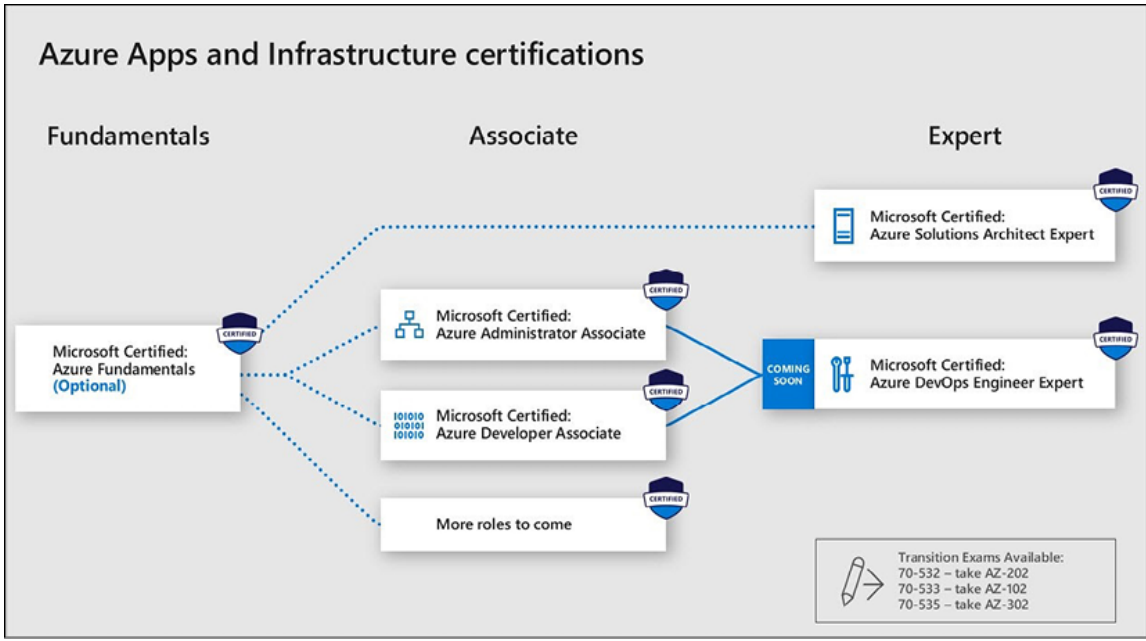 Azure Apps and Infrastructure certifications
Fundamentals
Associate
Expert
CERTIFIED
Microsoft Certified:
Azure Solutions Architect Expert
CERTIFIED
Microsoft Certified:
Azure Administrator Associate
CERTIFIED
Microsoft Certified:
Azure Fundamentals
(Optional)
CERTIFIED
COMING
SOON
Microsoft Certified:
Azure DevOps Engineer Expert
CERTIFIED
101010
010101
101010
Microsoft Certified:
Azure Developer Associate
CERTIFIED
More roles to come
Transition Exams Available:
70-532 – take AZ-202
70-533 – take AZ-102
70-535 – take AZ-302